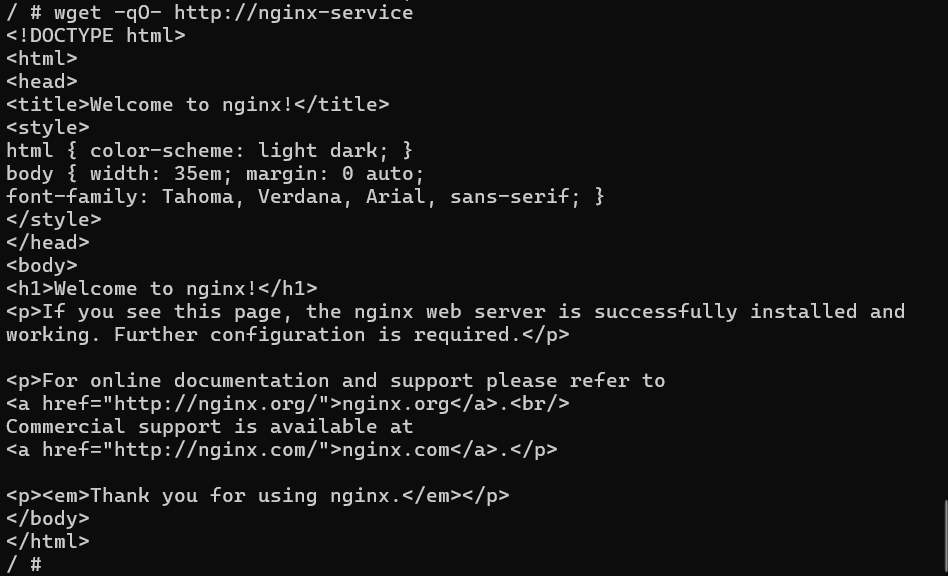 / # wget -qO- http://nginx-service
<!DOCTYPE html>
<html>
<head>
<title>Welcome to nginx!</title>
<style>
html { color-scheme: light dark; }
body { width: 35em; margin: 0 auto;
font-family: Tahoma, Verdana, Arial, sans-serif; }
</style>
</head>
<body>
<h1>Welcome to nginx!</h1>
<p>If you see this page, the nginx web server is successfully installed and
working. Further configuration is required.</p>

<p>For online documentation and support please refer to
<a href="http://nginx.org/">nginx.org</a>.<br/>
Commercial support is available at
<a href="http://nginx.com/">nginx.com</a>.</p>

<p><em>Thank you for using nginx.</em></p>
</body>
</html>
/ #